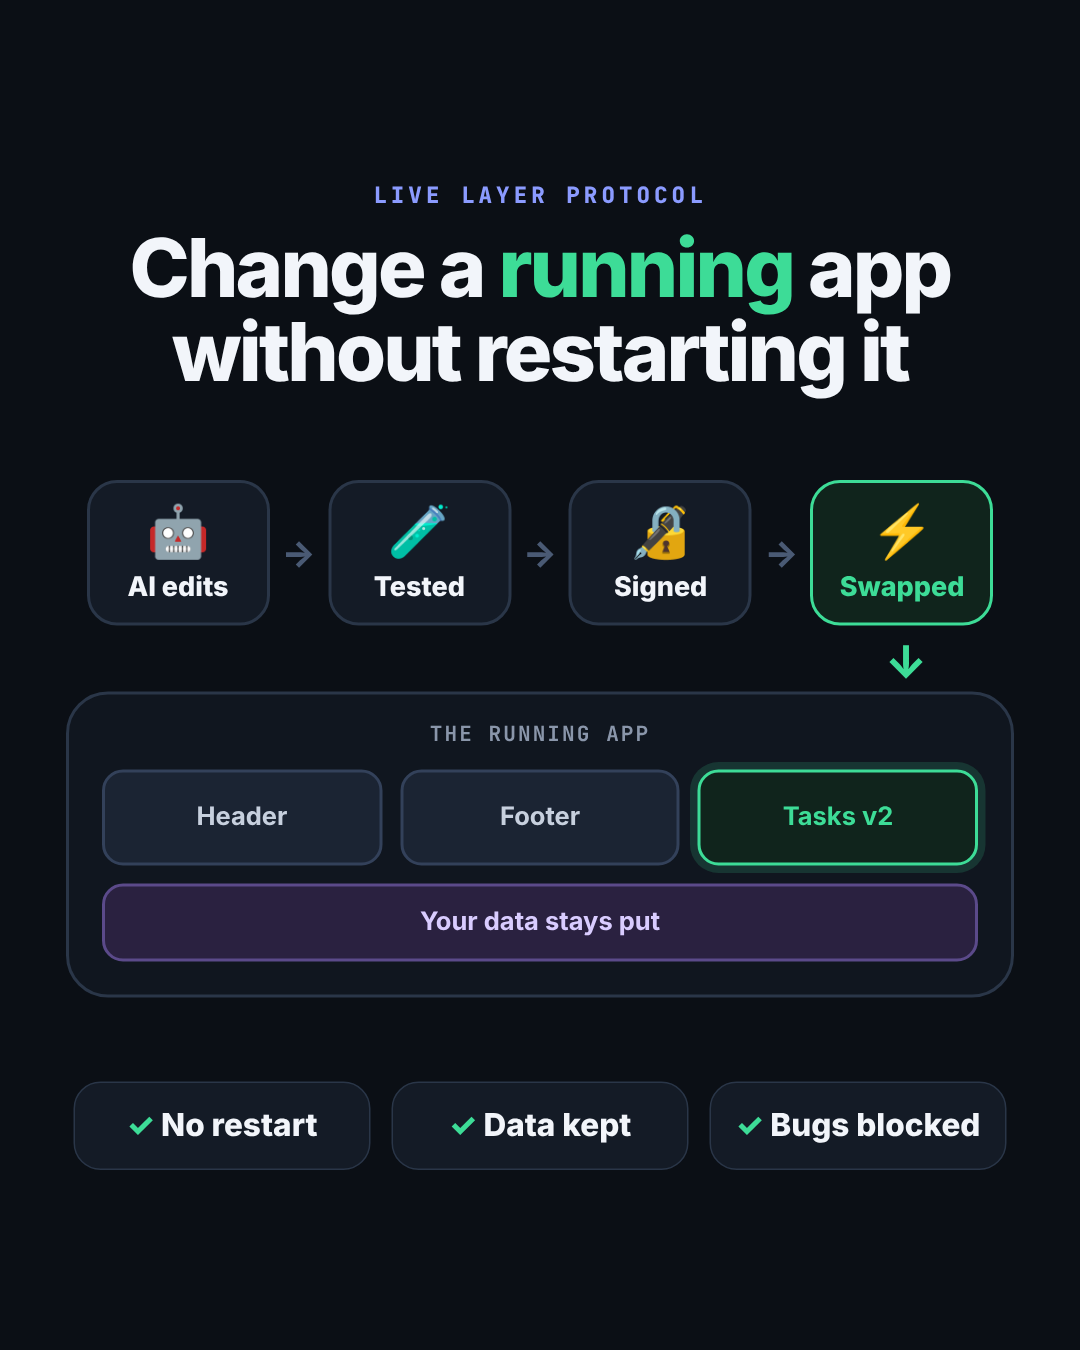 LIVE LAYER PROTOCOL
Change a running app
without restarting it
AI edits
Tested
Signed
Swapped
THE RUNNING APP
Header
Footer
Tasks v2
Your data stays put
No restart
Data kept
Bugs blocked